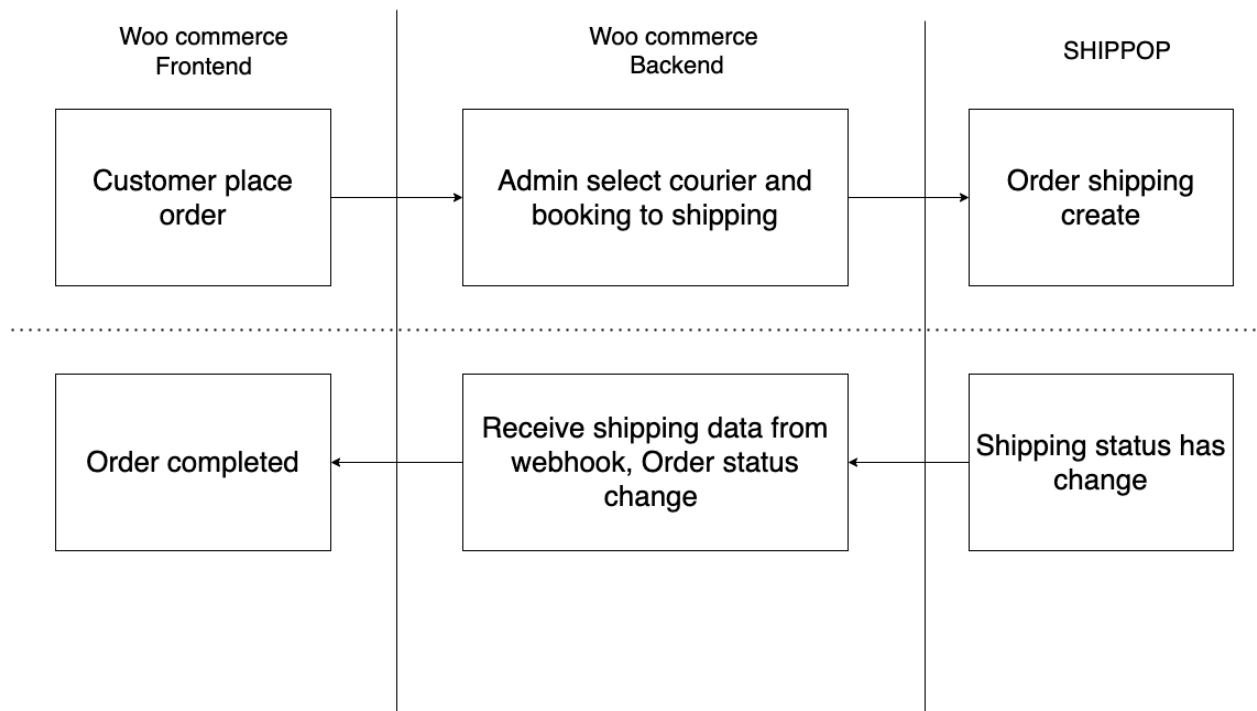 Woo commerce
Frontend
Woo commerce
Backend
SHIPPOP
Customer place
order
Admin select courier and
booking to shipping
Order shipping
create
Order completed
Receive shipping data from
webhook, Order status
change
Shipping status has
change